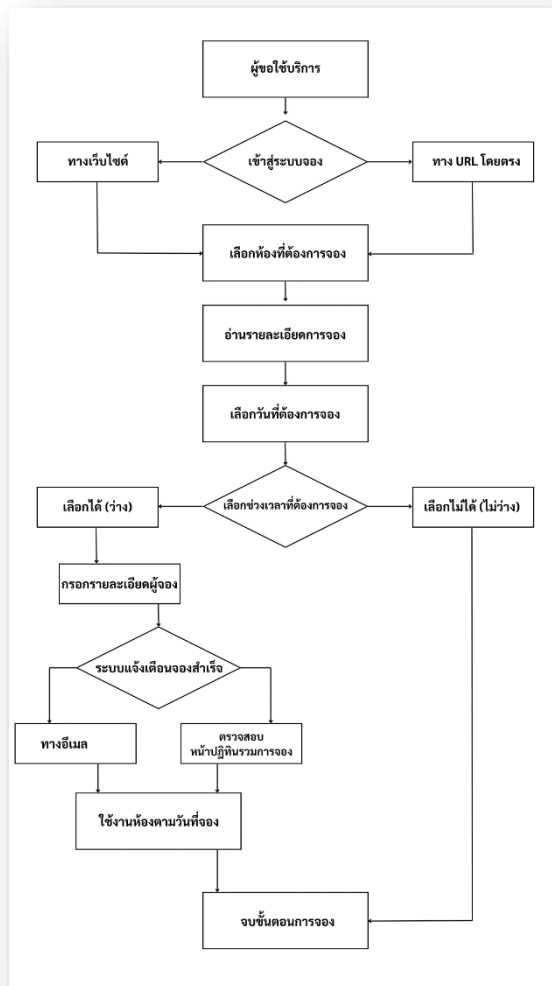 ผู้ขอใช้บริการ
ทางเว็บไซต์
เข้าสู่ระบบจอง
ทาง URL โดยตรง
เลือกห้องที่ต้องการจอง
อ่านรายละเอียดการจอง
เลือกวันที่ต้องการจอง
เลือกได้ (ว่าง)
เลือกช่วงเวลาที่ต้องการจอง
เลือกไม่ได้ (ไม่ว่าง)
กรอกรายละเอียดผู้จอง
ระบบแจ้งเตือนจองสำเร็จ
ทางอีเมล
ตรวจสอบ
หน้าปฏิทินรวมการจอง
ใช้งานห้องตามวันที่จอง
จบขั้นตอนการจอง